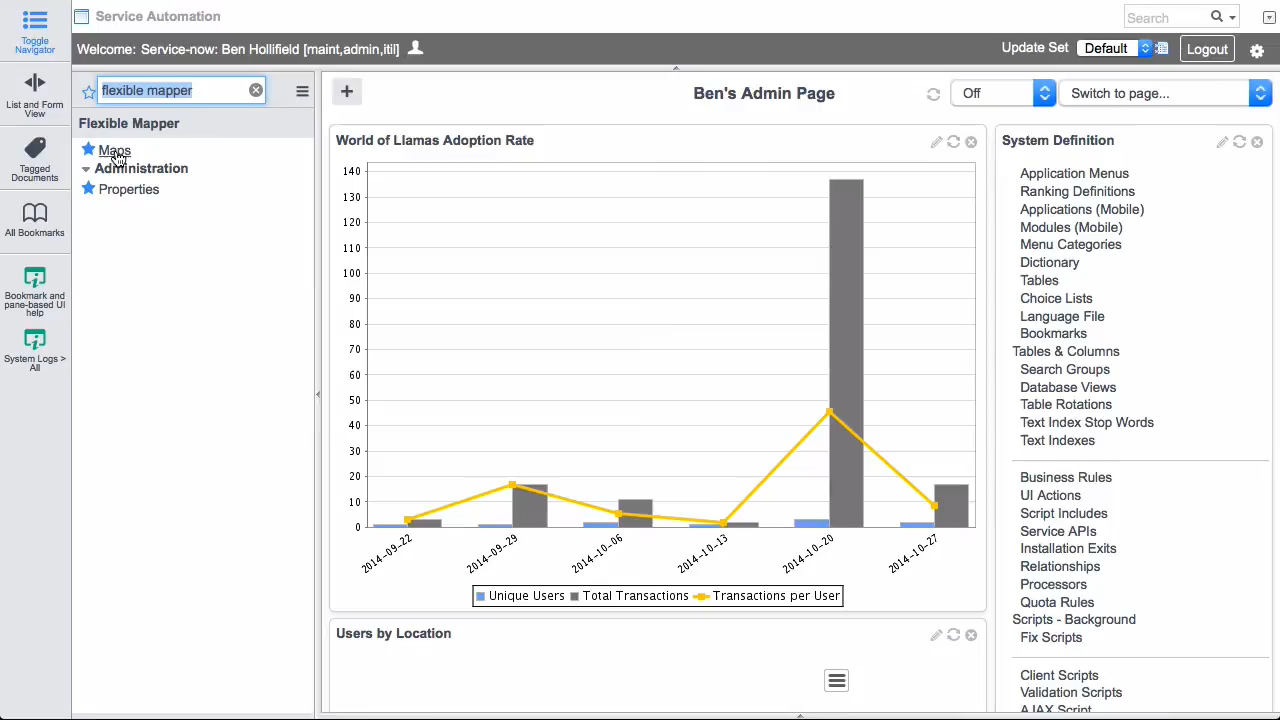 Toggle
Navigator
List and Form
View
Tagged
Documents
All Bookmarks
Bookmark and
pane-based UI
help
System Logs >
All
Service Automation
Search
Welcome: Service-now: Ben Hollifield [maint,admin,itil]
Update Set
Default
Logout
flexible mapper
Flexible Mapper
Maps
Administration
Properties
+
Ben's Admin Page
Off
Switch to page...
World of Llamas Adoption Rate
140
130
120
110
100
90
80
70
60
50
40
30
20
10
0
2014-09-22
2014-09-29
2014-10-06
2014-10-13
2014-10-20
2014-10-27
Unique Users
Total Transactions
Transactions per User
Users by Location
System Definition
Application Menus
Ranking Definitions
Applications (Mobile)
Modules (Mobile)
Menu Categories
Dictionary
Tables
Choice Lists
Language File
Bookmarks
Tables & Columns
Search Groups
Database Views
Table Rotations
Text Index Stop Words
Text Indexes
Business Rules
UI Actions
Script Includes
Service APIs
Installation Exits
Relationships
Processors
Quota Rules
Scripts - Background
Fix Scripts
Client Scripts
Validation Scripts
AJAX Script